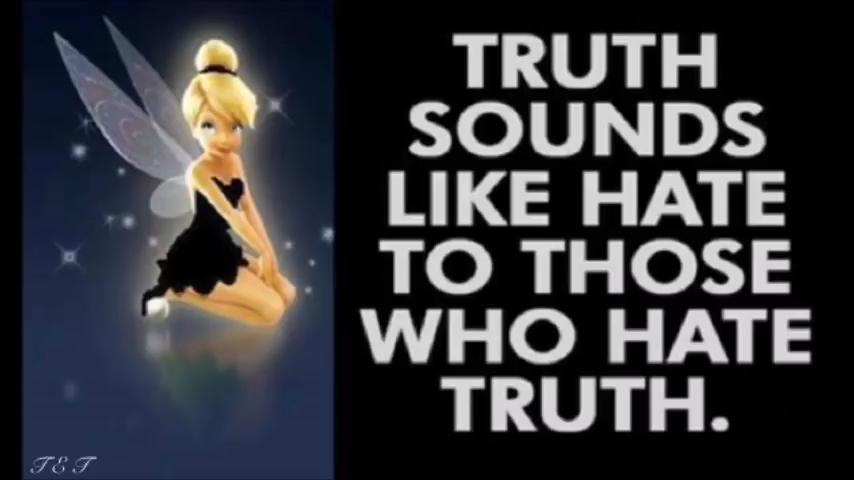 TRUTH
SOUNDS
LIKE HATE
TO THOSE
WHO HATE
TRUTH.
T & T